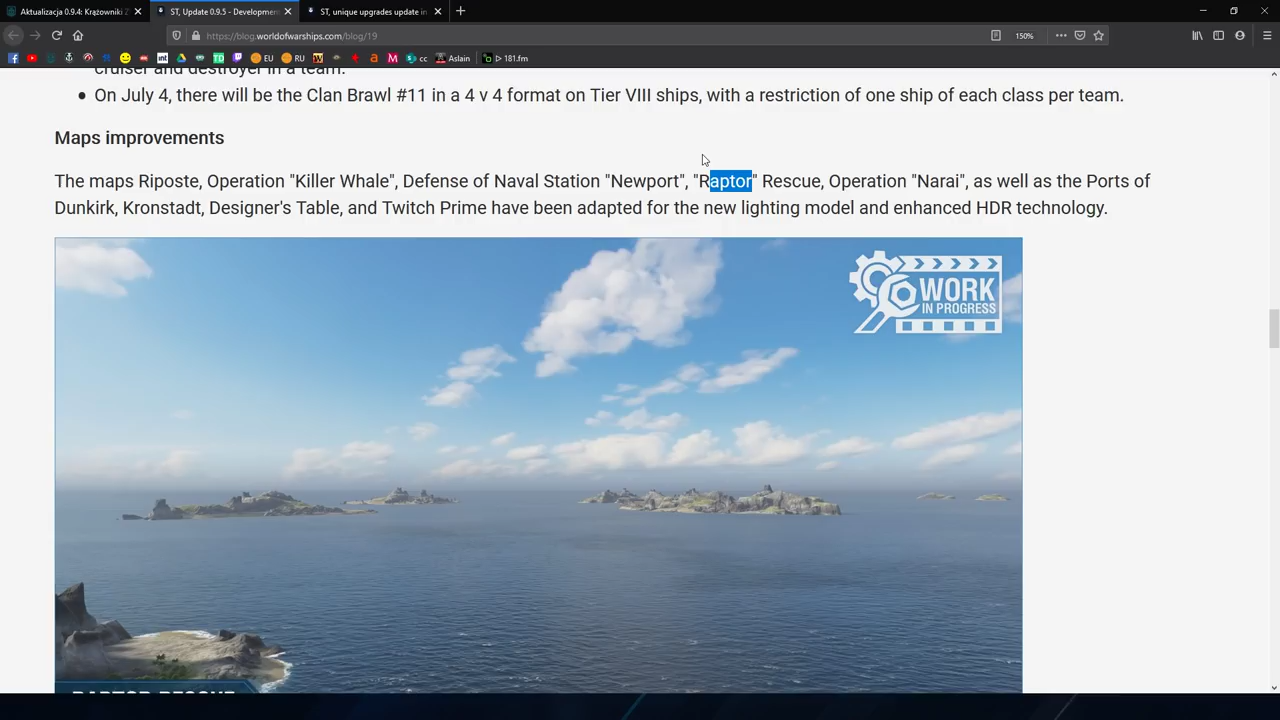 Aktualizacja 0.9.4: Krążowniki Z
ST, Update 0.9.5 - Developmen
ST, unique upgrades update in
https://blog.worldofwarships.com/blog/19
150%
int
TD
EU
RU
cc
Aslain
181.fm
cruiser and destroyer in a team.
• On July 4, there will be the Clan Brawl #11 in a 4 v 4 format on Tier VIII ships, with a restriction of one ship of each class per team.
Maps improvements
The maps Riposte, Operation "Killer Whale", Defense of Naval Station "Newport", "Raptor" Rescue, Operation "Narai", as well as the Ports of
Dunkirk, Kronstadt, Designer's Table, and Twitch Prime have been adapted for the new lighting model and enhanced HDR technology.
WORK
IN PROGRESS
RAPTOR RESCUE